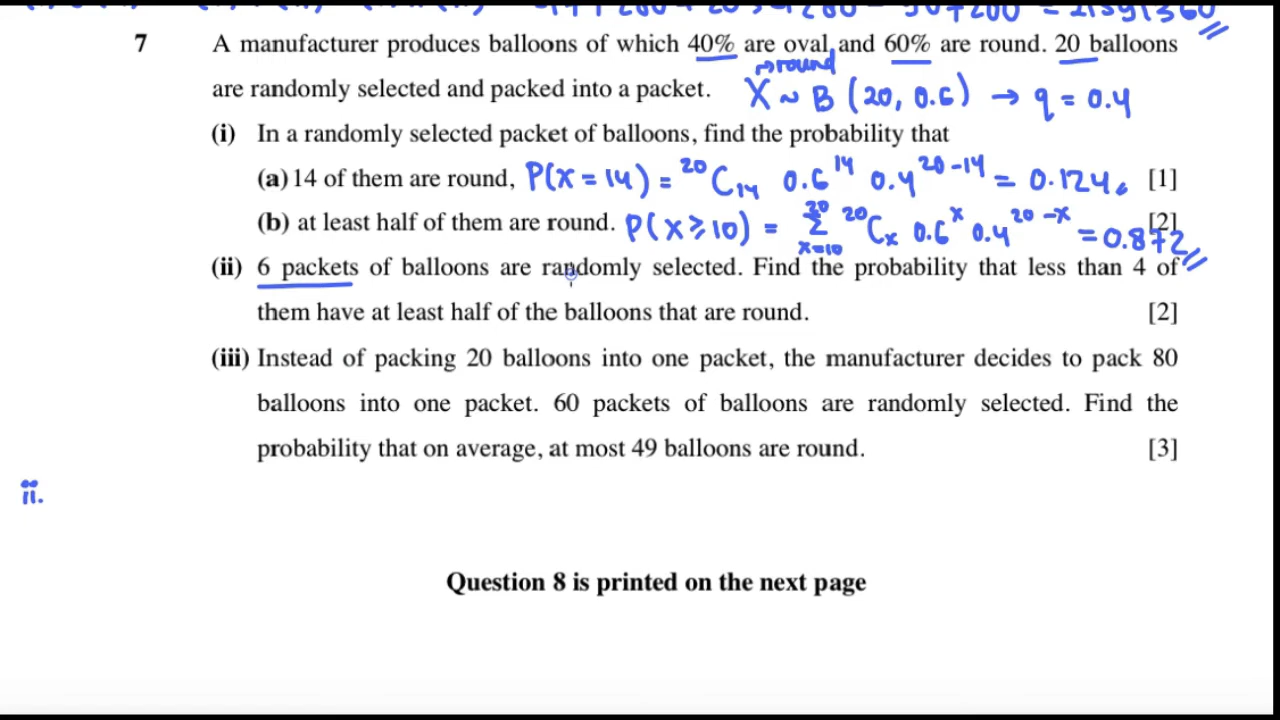 7 A manufacturer produces balloons of which 40% are oval and 60% are round. 20 balloons
→round
are randomly selected and packed into a packet. X ~ B (20, 0.6) → q = 0.4
(i) In a randomly selected packet of balloons, find the probability that
(a) 14 of them are round, P(X = 14) = ²⁰C₁₄ 0.6¹⁴ 0.4²⁰⁻¹⁴ = 0.124 [1]
(b) at least half of them are round. P(X ≥ 10) = Σ (x=10 to 20) ²⁰Cₓ 0.6ˣ 0.4²⁰⁻ˣ = 0.872 [2]
(ii) 6 packets of balloons are randomly selected. Find the probability that less than 4 of
them have at least half of the balloons that are round. [2]
(iii) Instead of packing 20 balloons into one packet, the manufacturer decides to pack 80
balloons into one packet. 60 packets of balloons are randomly selected. Find the
probability that on average, at most 49 balloons are round. [3]
ii.
Question 8 is printed on the next page